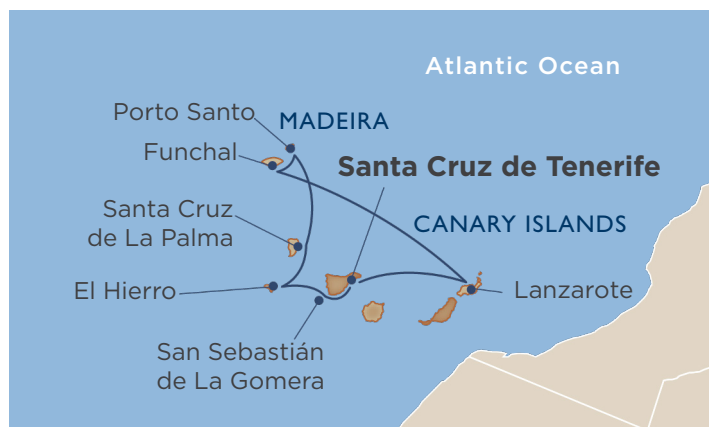 Atlantic Ocean
Porto Santo
MADEIRA
Funchal
Santa Cruz de Tenerife
Santa Cruz
de La Palma
CANARY ISLANDS
El Hierro
Lanzarote
San Sebastián
de La Gomera